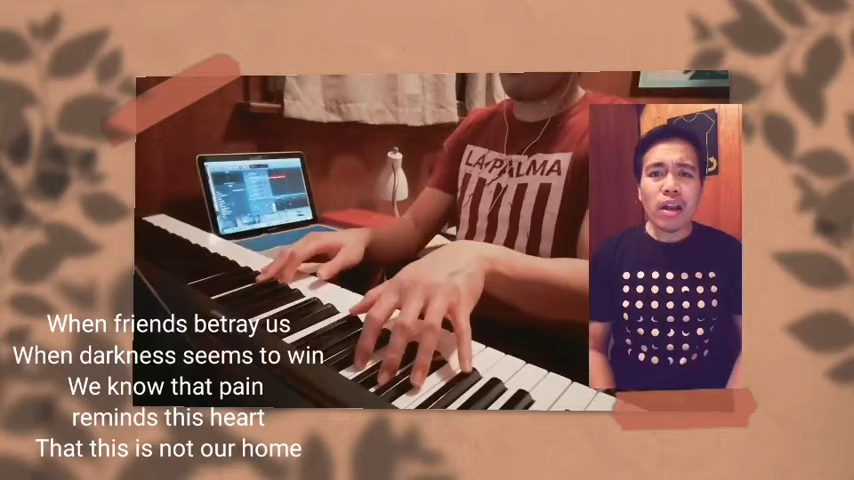 LA PALMA
When friends betray us
When darkness seems to win
We know that pain
reminds this heart
That this is not our home